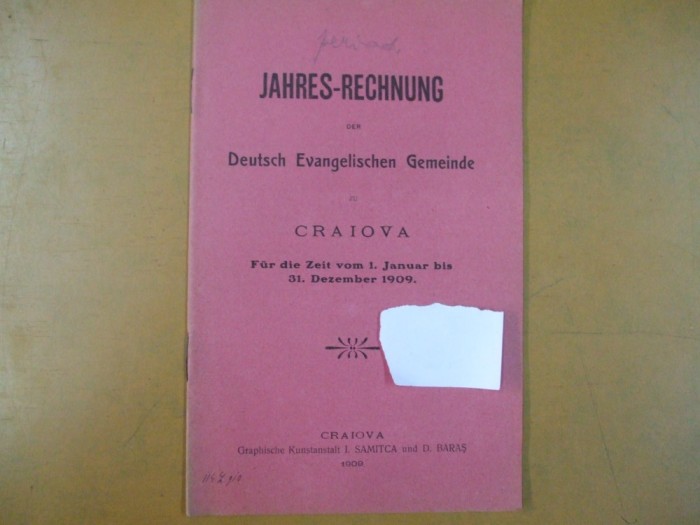 period.
JAHRES-RECHNUNG
DER
Deutsch Evangelischen Gemeinde
ZU
CRAIOVA
Für die Zeit vom 1. Januar bis
31. Dezember 1909.
CRAIOVA
Graphische Kunstanstalt I. SAMITCA und D. BARAŞ
1909